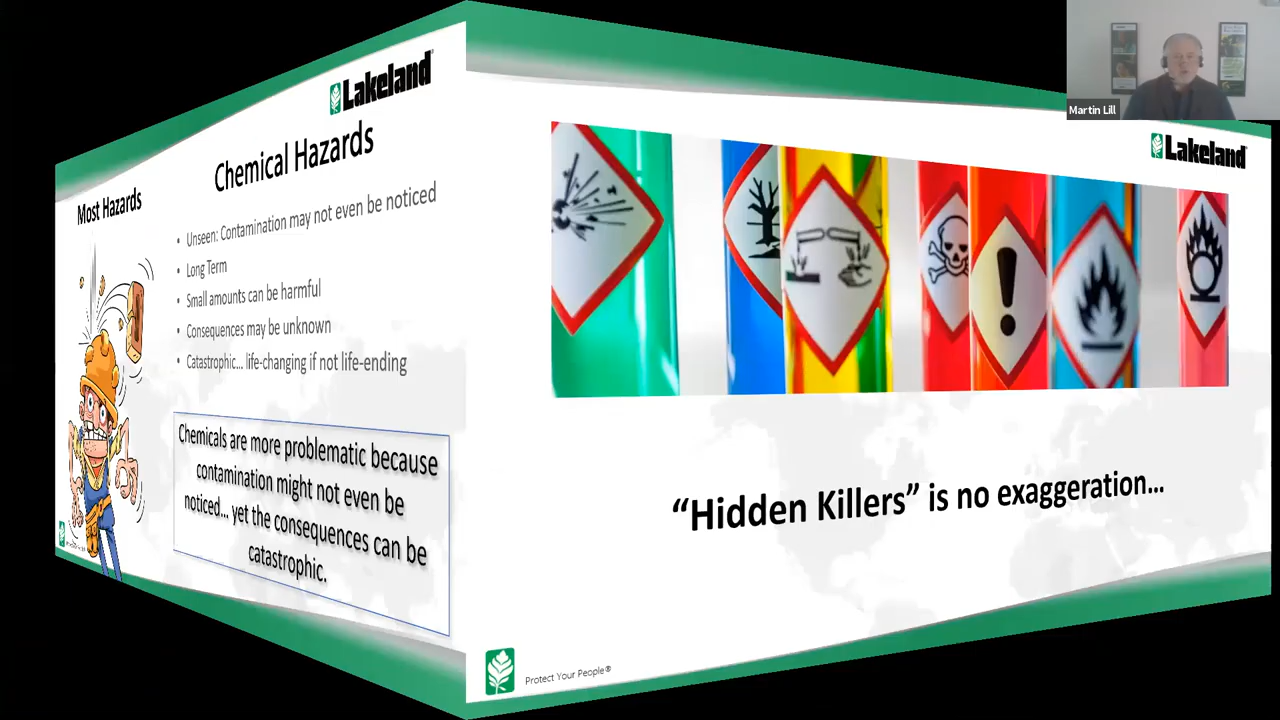 Lakeland
Chemical Hazards
Most Hazards
• Unseen: Contamination may not even be noticed
• Long Term
• Small amounts can be harmful
• Consequences may be unknown
• Catastrophic... life-changing if not life-ending
Chemicals are more problematic because
contamination might not even be
noticed... yet the consequences can be
catastrophic.
Martin Lill
Lakeland
“Hidden Killers” is no exaggeration...
Protect Your People®